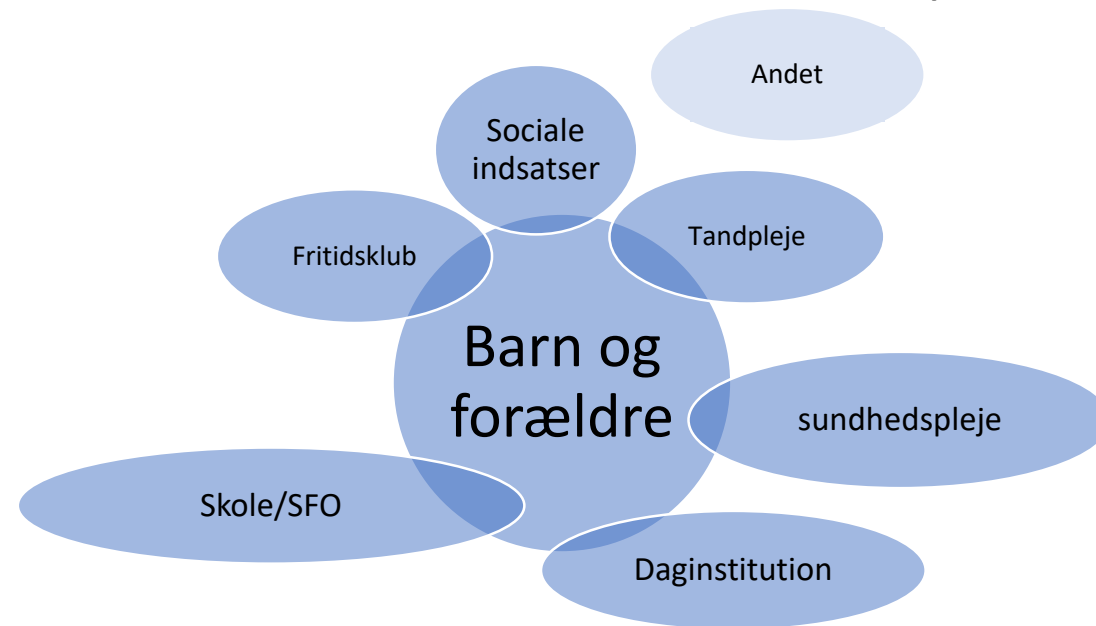 Andet
Sociale
indsatser
Tandpleje
Fritidsklub
Barn og
forældre
sundhedspleje
Skole/SFO
Daginstitution